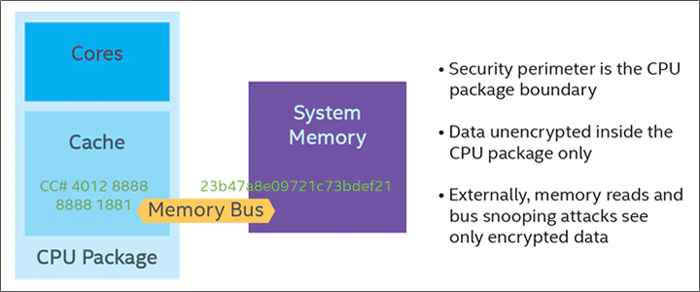 Cores
Cache
CC# 4012 8888
8888 1881
CPU Package
Memory Bus
System
Memory
23b47a8e09721c73bdef21
• Security perimeter is the CPU
package boundary
• Data unencrypted inside the
CPU package only
• Externally, memory reads and
bus snooping attacks see
only encrypted data